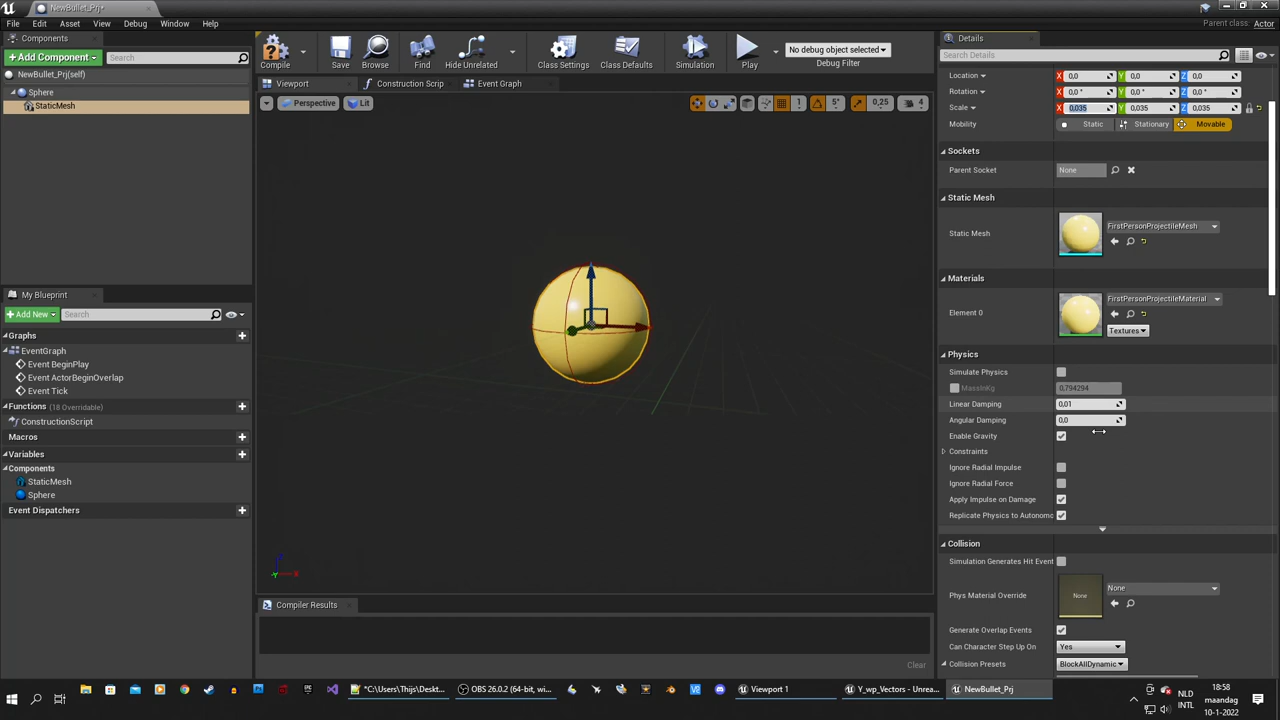 NewBullet_Prj*
File Edit Asset View Debug Window Help
Parent class: Actor
Components
+ Add Component
Search
NewBullet_Prj(self)
Sphere
StaticMesh
My Blueprint
+ Add New
Search
Graphs
EventGraph
Event BeginPlay
Event ActorBeginOverlap
Event Tick
Functions (18 Overridable)
ConstructionScript
Macros
Variables
Components
StaticMesh
Sphere
Event Dispatchers
Compile
Save
Browse
Find
Hide Unrelated
Class Settings
Class Defaults
Simulation
Play
No debug object selected
Debug Filter
Viewport
Construction Scrip
Event Graph
Perspective
Lit
1
5°
0,25
4
Compiler Results
Clear
Details
Search Details
Location X 0,0 Y 0,0 Z 0,0
Rotation X 0,0 ° Y 0,0 ° Z 0,0 °
Scale X 0,035 Y 0,035 Z 0,035
Mobility Static Stationary Movable
Sockets
Parent Socket None
Static Mesh
Static Mesh FirstPersonProjectileMesh
Materials
Element 0 FirstPersonProjectileMaterial
Textures
Physics
Simulate Physics
MassInKg 0,794294
Linear Damping 0,01
Angular Damping 0,0
Enable Gravity
Constraints
Ignore Radial Impulse
Ignore Radial Force
Apply Impulse on Damage
Replicate Physics to Autonomo
Collision
Simulation Generates Hit Event
Phys Material Override None None
Generate Overlap Events
Can Character Step Up On Yes
Collision Presets BlockAllDynamic
*C:\Users\Thijs\Deskt...
OBS 26.0.2 (64-bit, wi...
Viewport 1
Y_wp_Vectors - Unrea...
NewBullet_Prj
NLD
INTL
18:58
maandag
10-1-2022